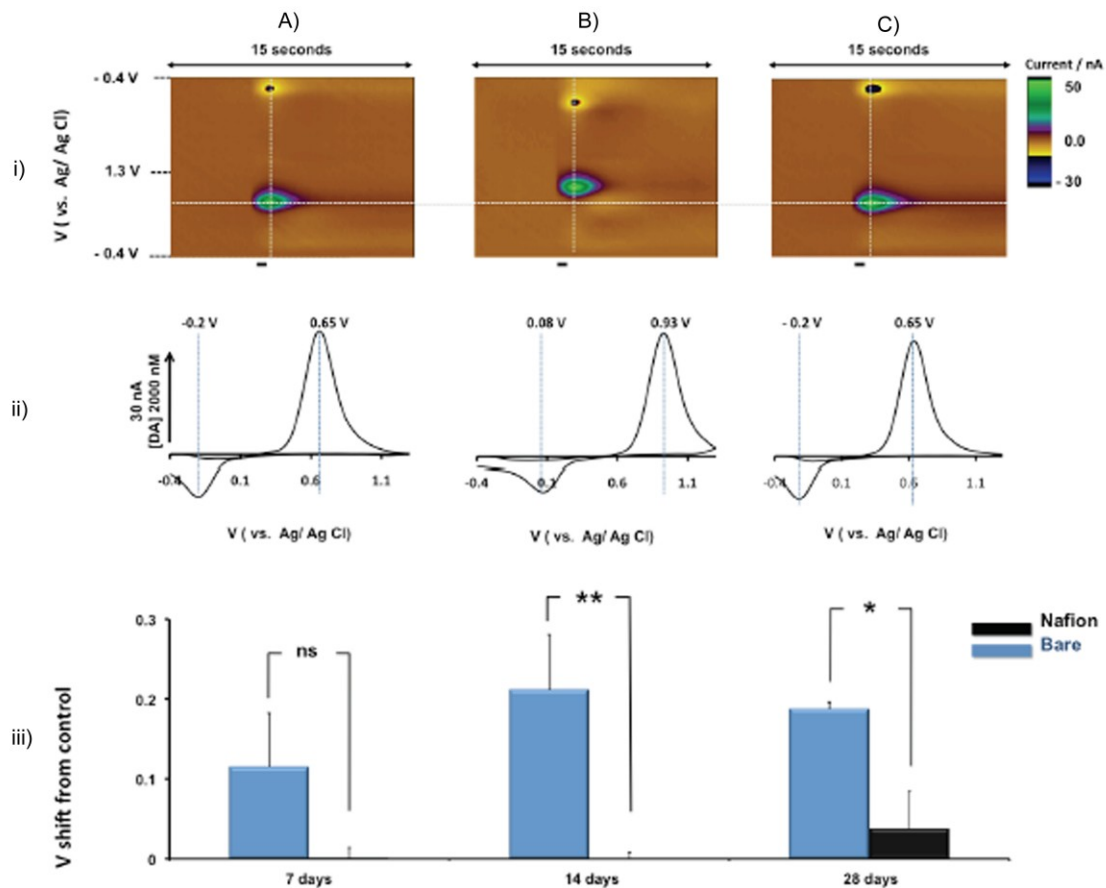 A) B) C)
15 seconds 15 seconds 15 seconds
Current / nA
50
0.0
- 30
i)
V ( vs. Ag/ Ag Cl)
- 0.4 V
1.3 V
- 0.4 V
ii)
30 nA
[DA] 2000 nM
-0.2 V 0.65 V 0.08 V 0.93 V - 0.2 V 0.65 V
-0.4 0.1 0.6 1.1 -0.4 0.1 0.6 1.1 -0.4 0.1 0.6 1.1
V ( vs. Ag/ Ag Cl) V ( vs. Ag/ Ag Cl) V ( vs. Ag/ Ag Cl)
iii)
V shift from control
0.3
0.2
0.1
0
ns ** *
Nafion
Bare
7 days 14 days 28 days